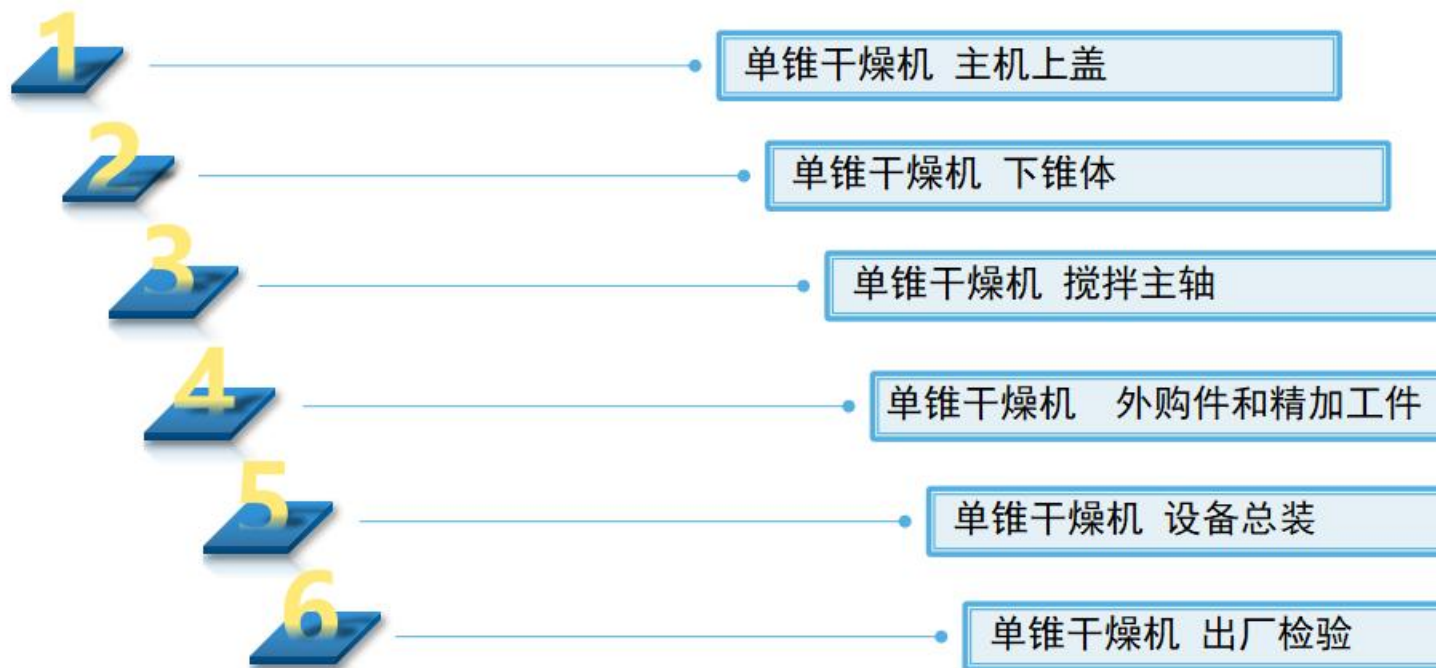 1 单锥干燥机 主机上盖
2 单锥干燥机 下锥体
3 单锥干燥机 搅拌主轴
4 单锥干燥机 外购件和精加工件
5 单锥干燥机 设备总装
6 单锥干燥机 出厂检验